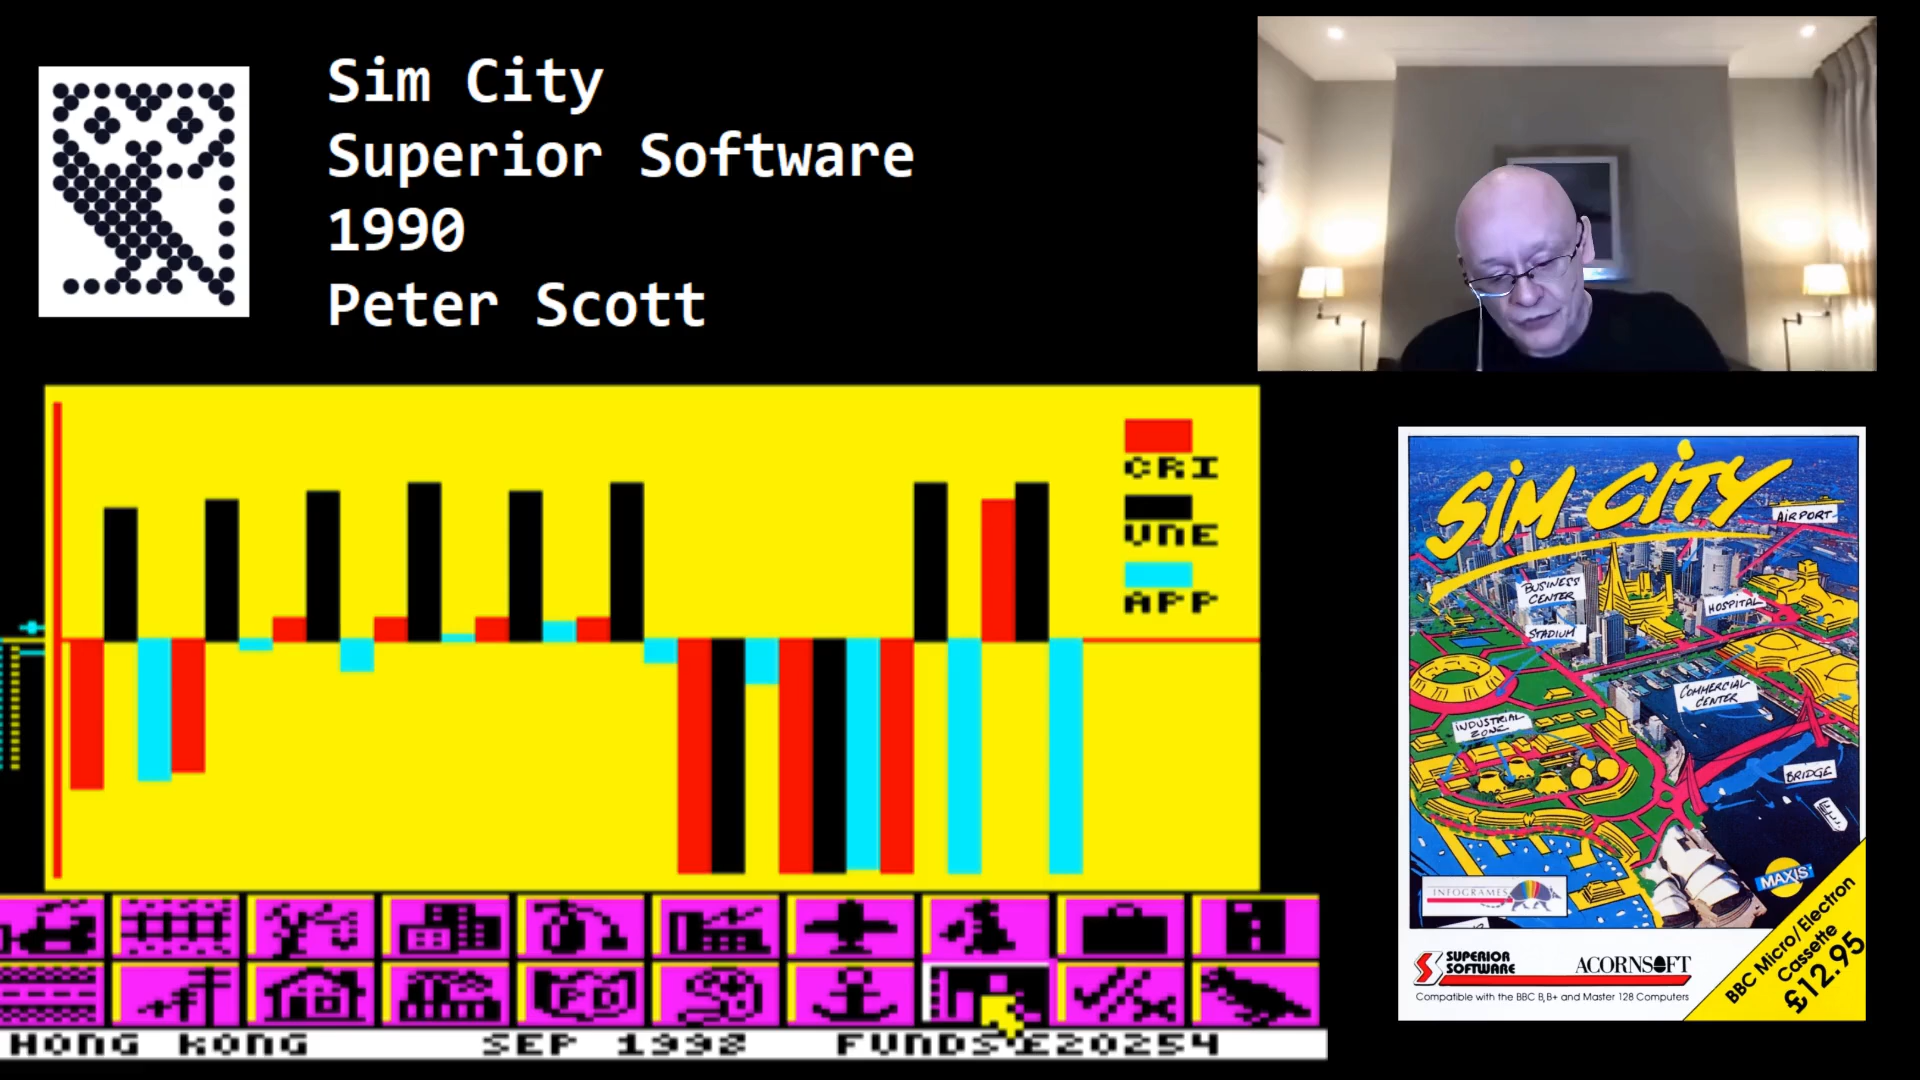 Sim City
Superior Software
1990
Peter Scott
CRI
UNE
APP
HONG KONG SEP 1998 FUNDS £20254
SIM CITY
AIRPORT
BUSINESS CENTER
HOSPITAL
STADIUM
COMMERCIAL CENTER
INDUSTRIAL ZONE
BRIDGE
INFOGRAMES
MAXIS
SUPERIOR SOFTWARE
ACORNSOFT
Compatible with the BBC B,B+ and Master 128 Computers
BBC Micro/Electron
Cassette
£12.95
PD